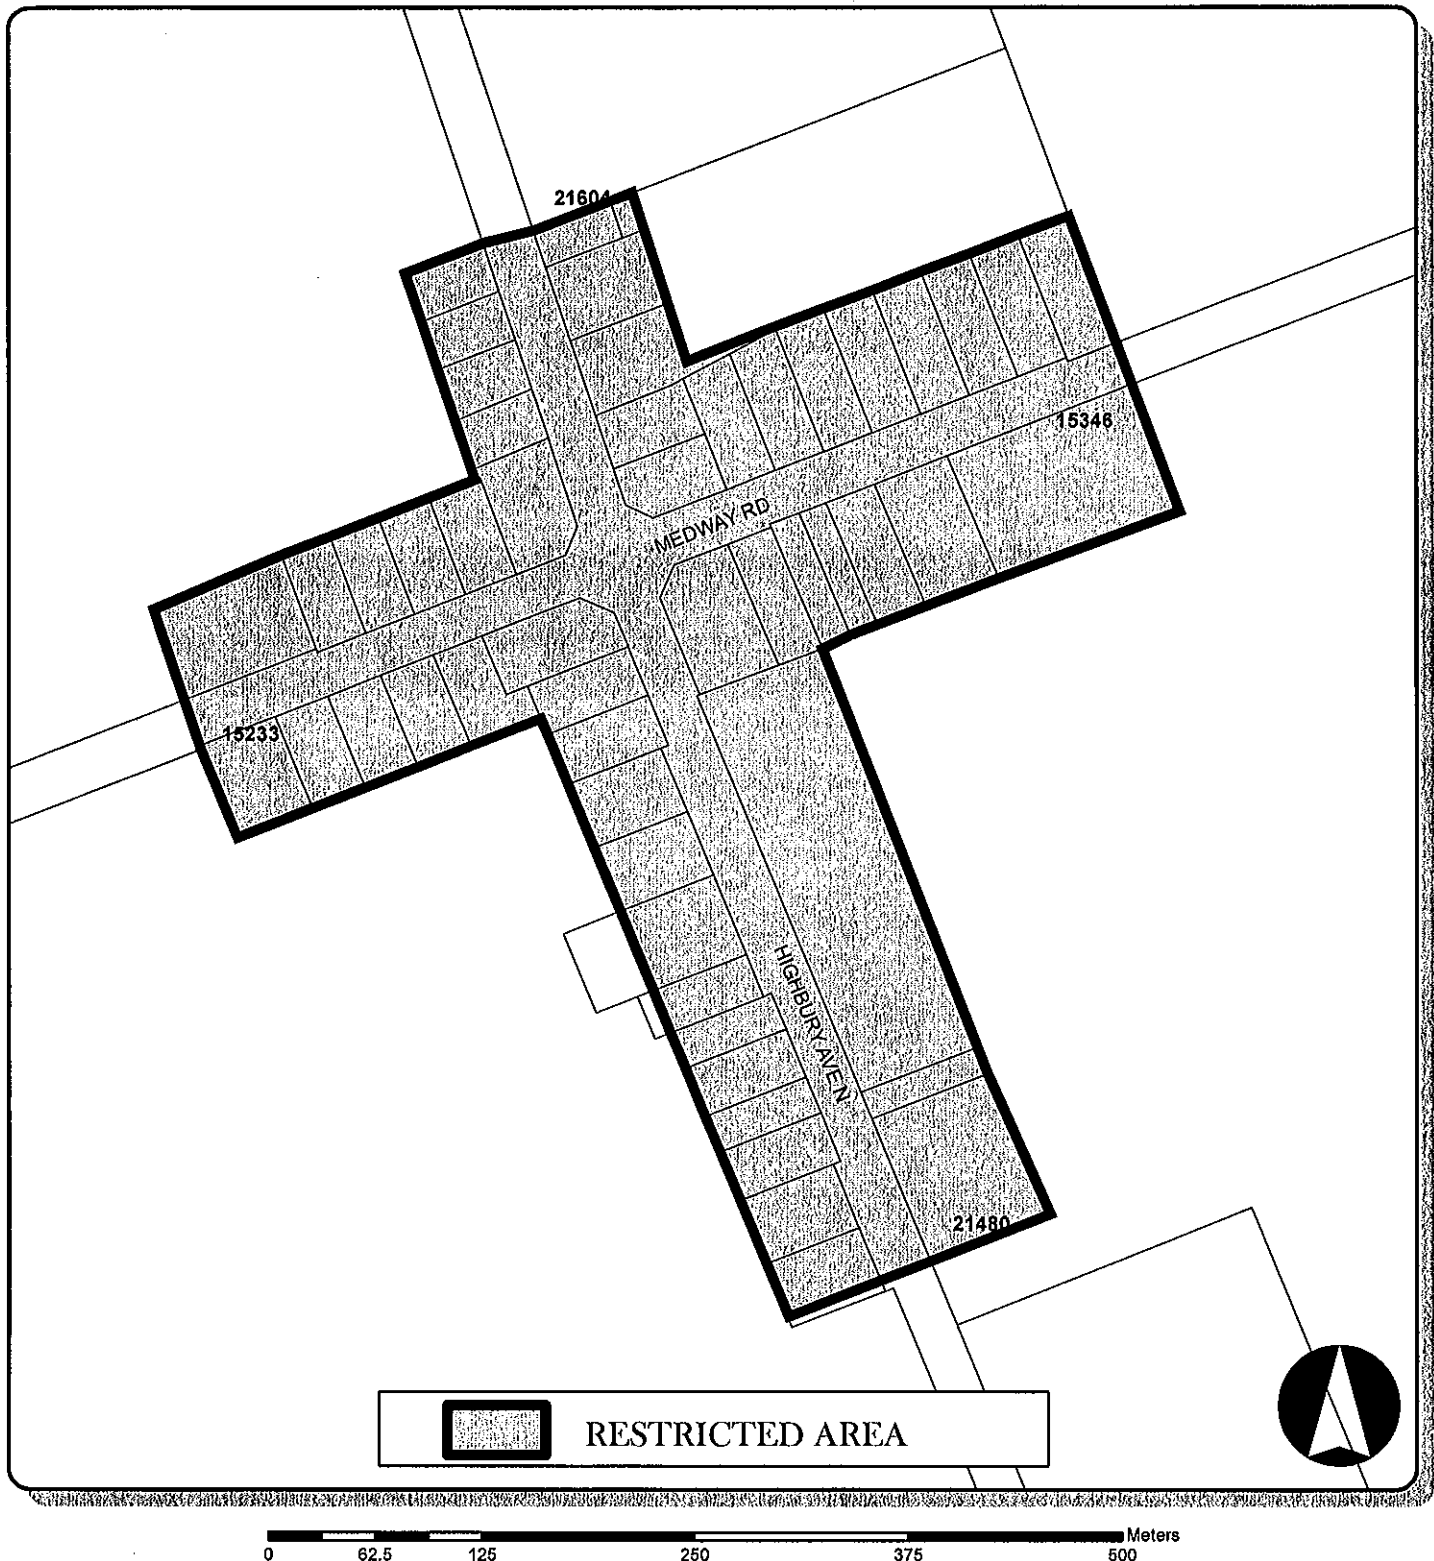 21604
15346
MEDWAY RD
15233
HIGHBURY AVE N
21480
RESTRICTED AREA
Meters
0 62.5 125 250 375 500